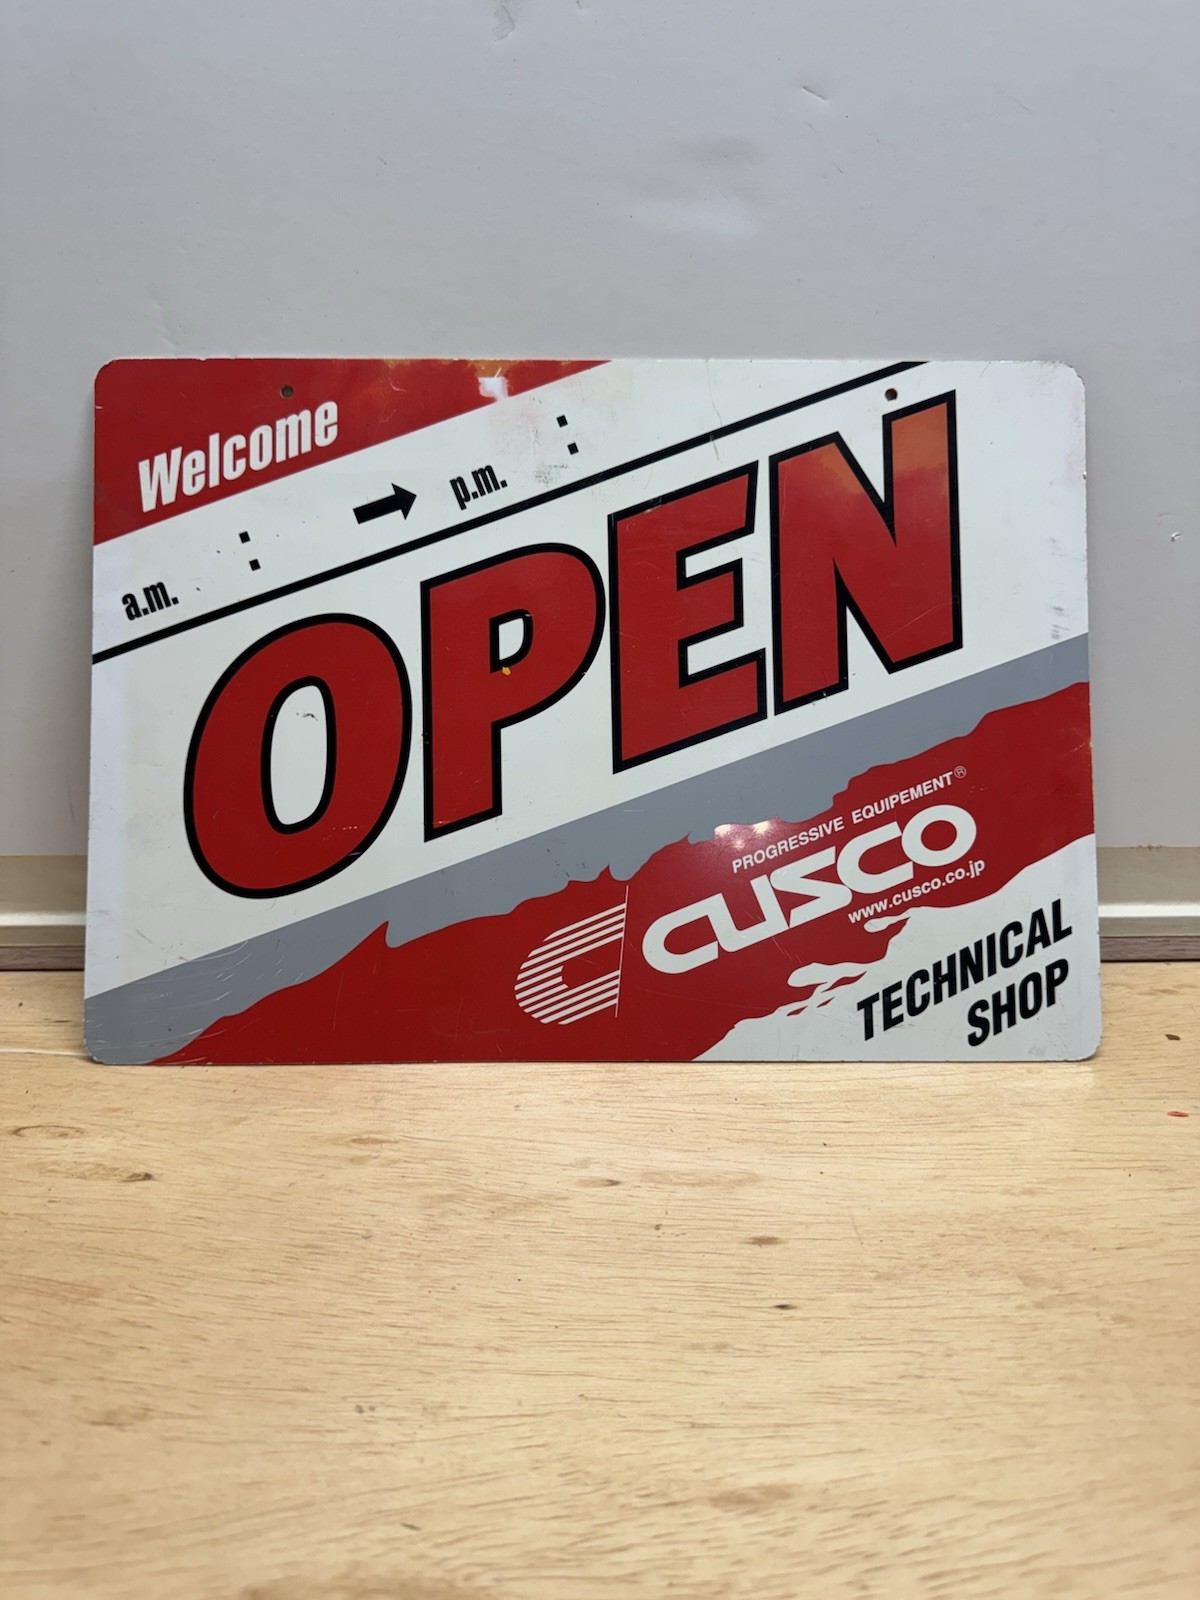 Welcome
a.m. : → p.m. :
OPEN
PROGRESSIVE EQUIPEMENT®
CUSCO
www.cusco.co.jp
TECHNICAL
SHOP